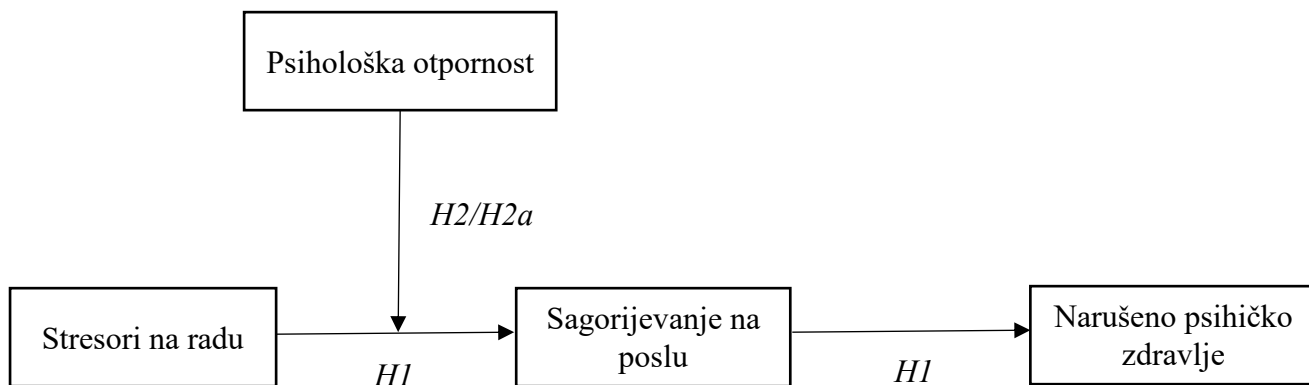 Psihološka otpornost
H2/H2a
Stresori na radu
H1
Sagorijevanje na
poslu
H1
Narušeno psihičko
zdravlje